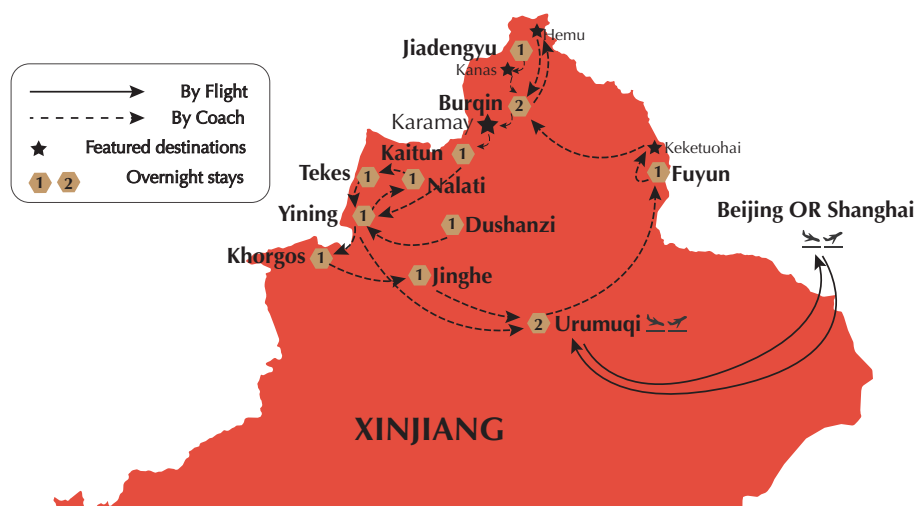 Hemu
Jiadengyu
1
Kanas
By Flight
By Coach
Featured destinations
1 2 Overnight stays
Burqin 2
Karamay
Kaitun 1
Keketuohai
Tekes 1
1 Nalati
1 Fuyun
Yining 1
1 Dushanzi
Beijing OR Shanghai
Khorgos 1
1 Jinghe
2 Urumuqi
XINJIANG